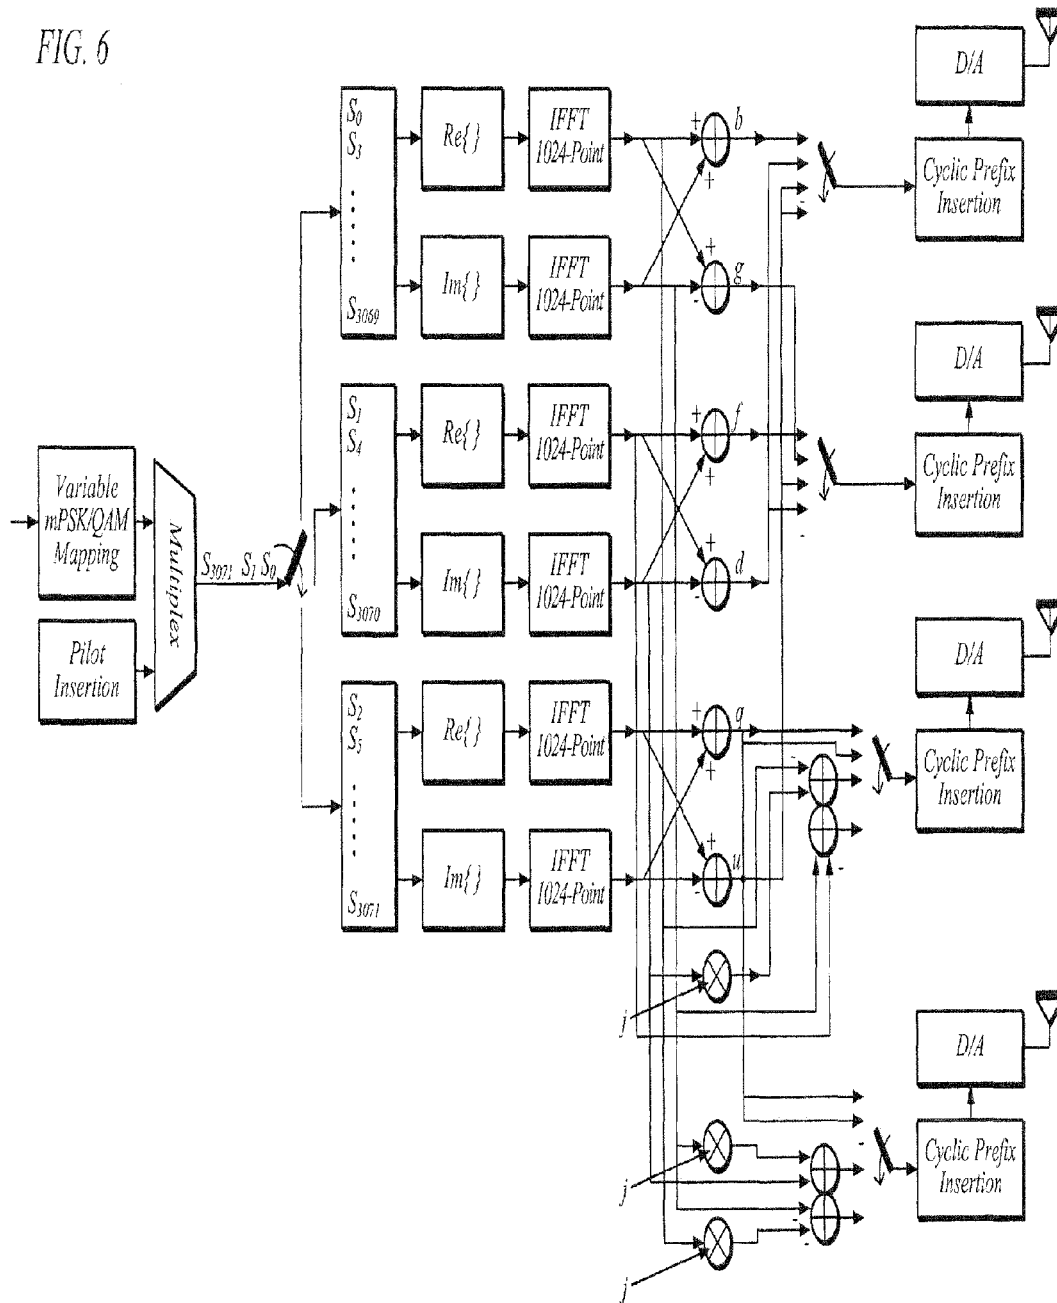 FIG. 6
Variable
mPSK/QAM
Mapping
Pilot
Insertion
Multiplex
S3071 S1 S0
S0
S3
S3069
Re{ }
IFFT
1024-Point
Im{ }
IFFT
1024-Point
S1
S4
S3070
Re{ }
IFFT
1024-Point
Im{ }
IFFT
1024-Point
S2
S5
S3071
Re{ }
IFFT
1024-Point
Im{ }
IFFT
1024-Point
+ b
+
+
- g
+ f
+
+
- d
+ q
+
+
- u
j
j
j
D/A
Cyclic Prefix
Insertion
D/A
Cyclic Prefix
Insertion
D/A
Cyclic Prefix
Insertion
D/A
Cyclic Prefix
Insertion